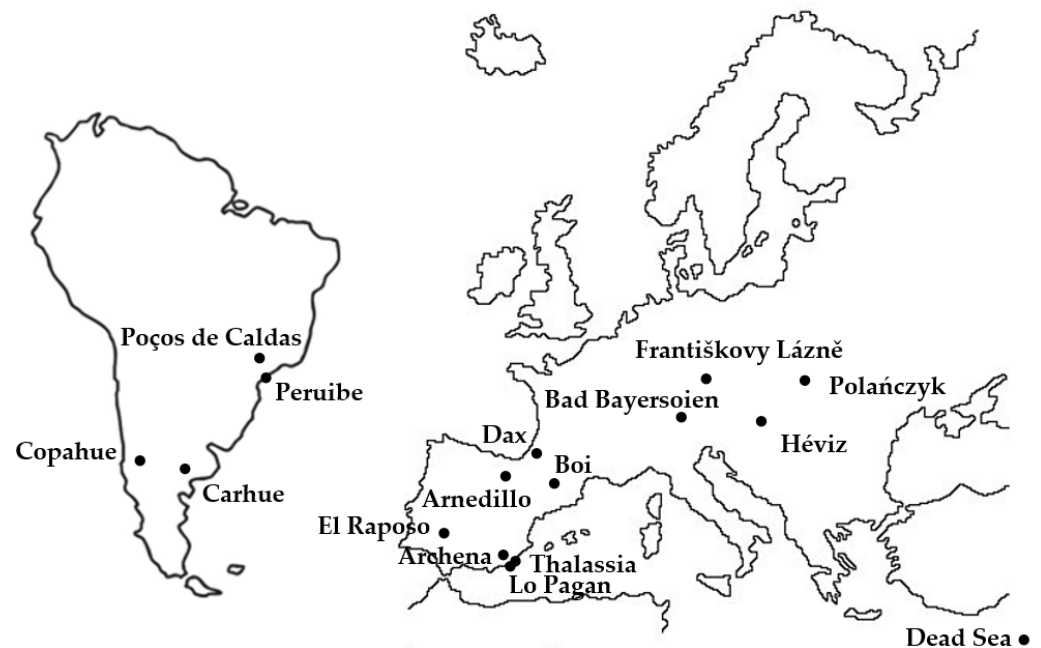 Poços de Caldas
Peruibe
Copahue
Carhue
Františkovy Lázně
Polańczyk
Bad Bayersoien
Héviz
Dax
Boi
Arnedillo
El Raposo
Archena
Thalassia
Lo Pagan
Dead Sea